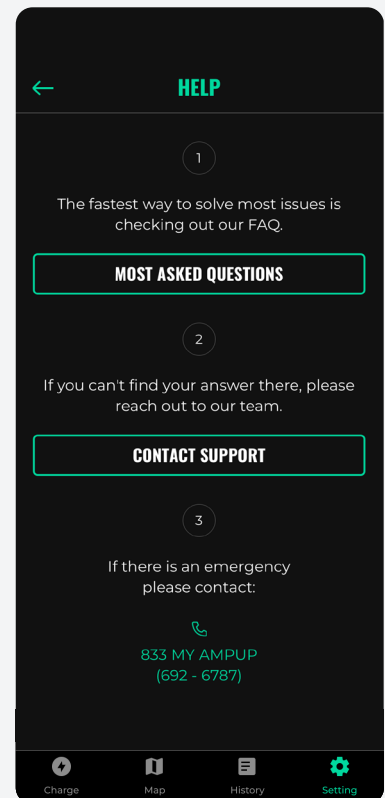 HELP
1
The fastest way to solve most issues is
checking out our FAQ.
MOST ASKED QUESTIONS
2
If you can't find your answer there, please
reach out to our team.
CONTACT SUPPORT
3
If there is an emergency
please contact:
833 MY AMPUP
(692 - 6787)
Charge Map History Setting